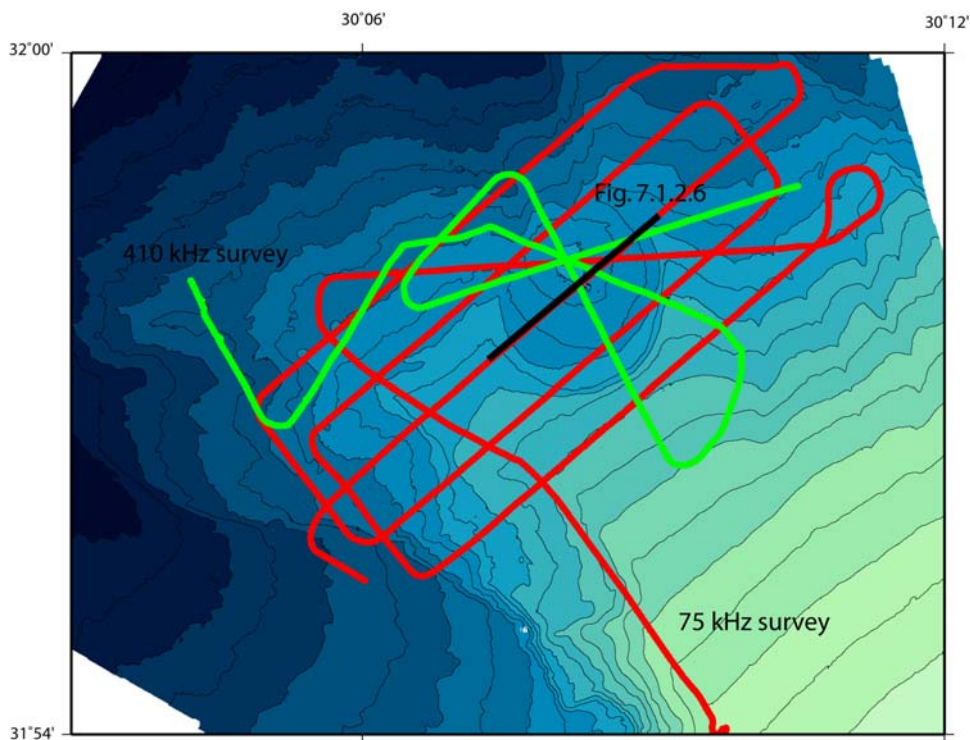 30°06'
30°12'
32°00'
Fig. 7.1.2.6
410 kHz survey
75 kHz survey
31°54'